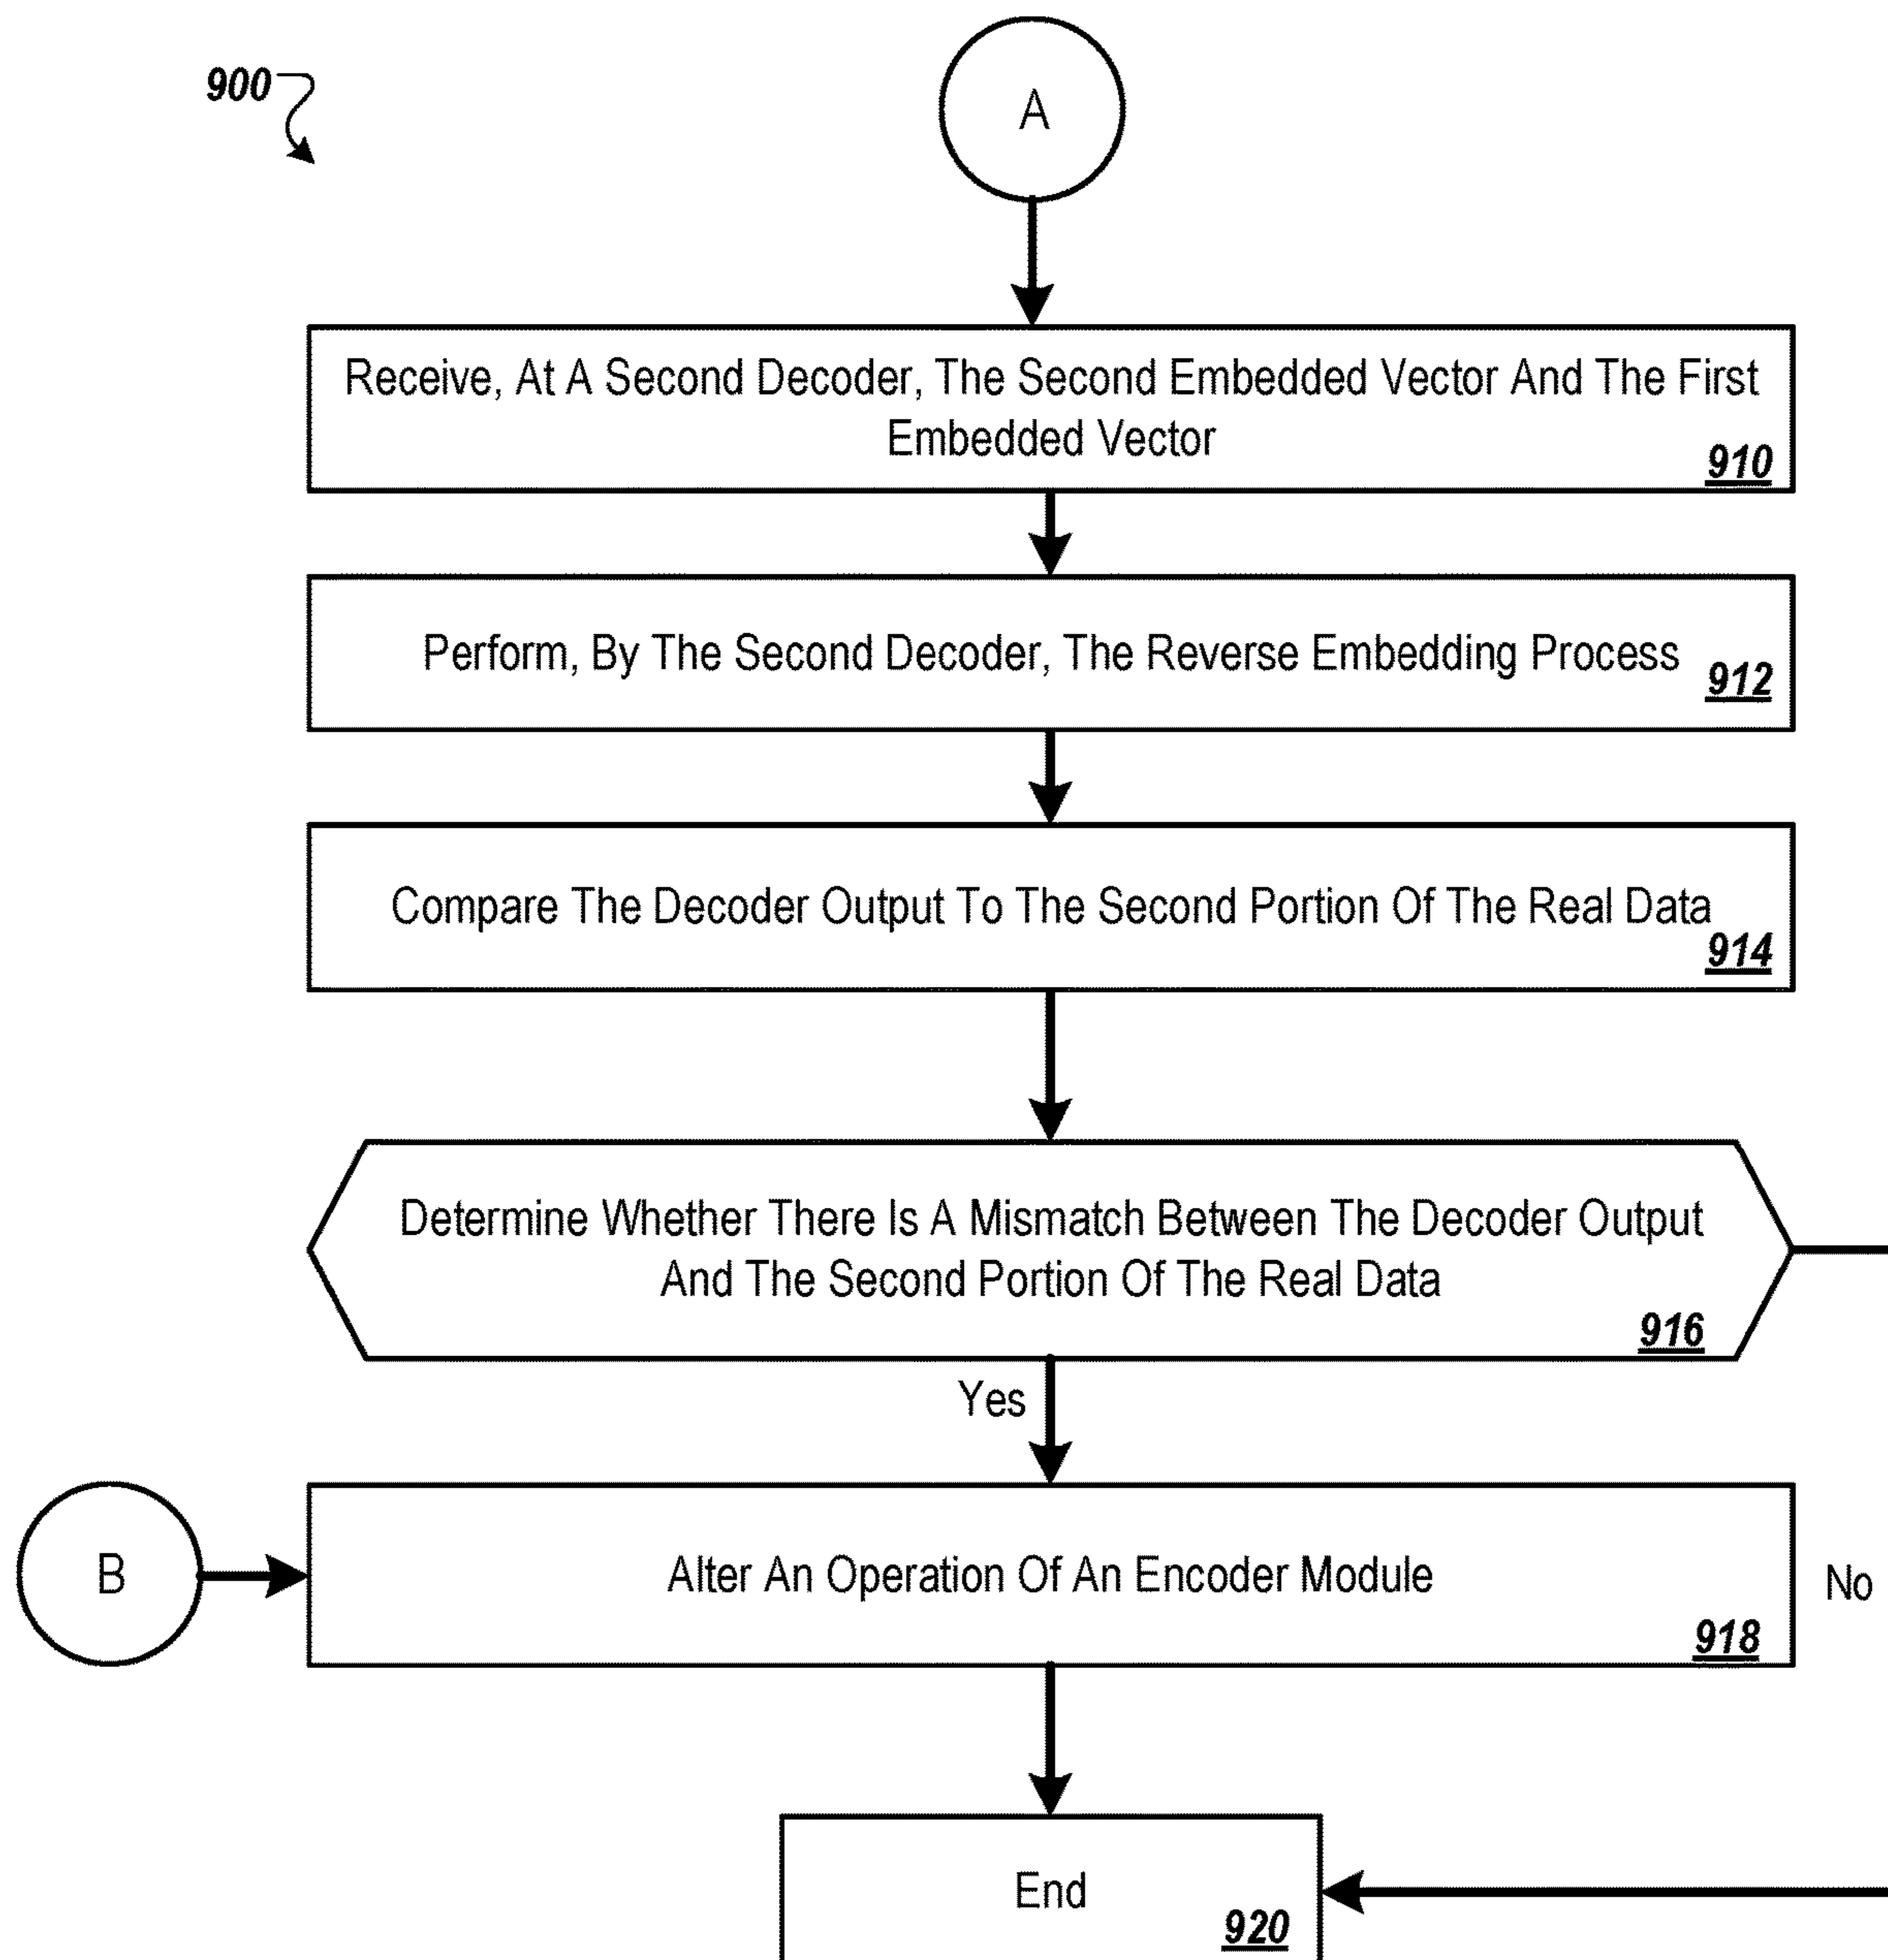 900
A
Receive, At A Second Decoder, The Second Embedded Vector And The First
Embedded Vector
910
Perform, By The Second Decoder, The Reverse Embedding Process
912
Compare The Decoder Output To The Second Portion Of The Real Data
914
Determine Whether There Is A Mismatch Between The Decoder Output
And The Second Portion Of The Real Data
916
Yes
B
Alter An Operation Of An Encoder Module
No
918
End
920